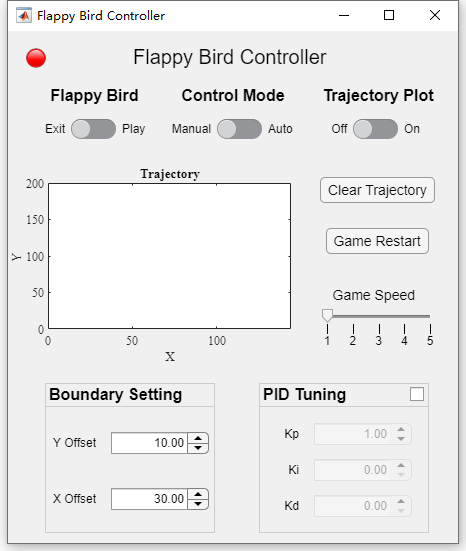 Flappy Bird Controller
Flappy Bird Controller
Flappy Bird Control Mode Trajectory Plot
Exit Play Manual Auto Off On
Trajectory
200
150
100
50
0
Y
0 50 100
X
Clear Trajectory
Game Restart
Game Speed
1 2 3 4 5
Boundary Setting
Y Offset 10.00
X Offset 30.00
PID Tuning
Kp 1.00
Ki 0.00
Kd 0.00